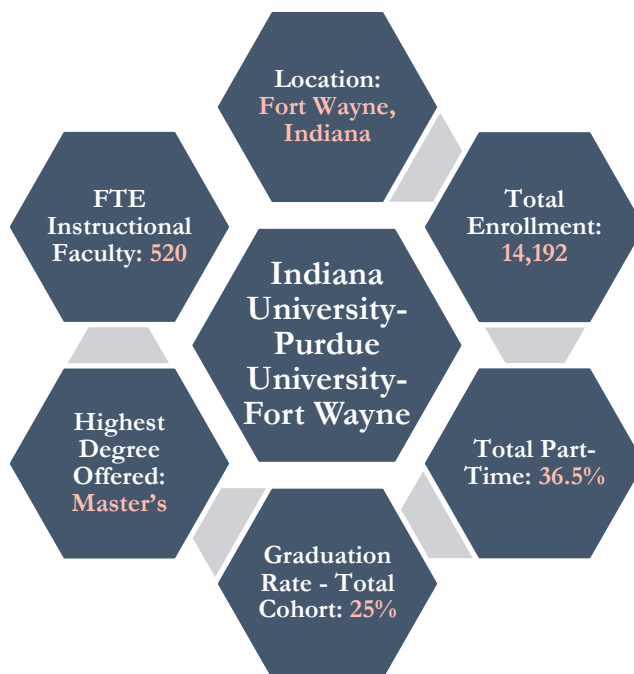 Location:
Fort Wayne,
Indiana
Total
Enrollment:
14,192
Total Part-
Time: 36.5%
Graduation
Rate - Total
Cohort: 25%
Highest
Degree
Offered:
Master's
FTE
Instructional
Faculty: 520
Indiana
University-
Purdue
University-
Fort Wayne